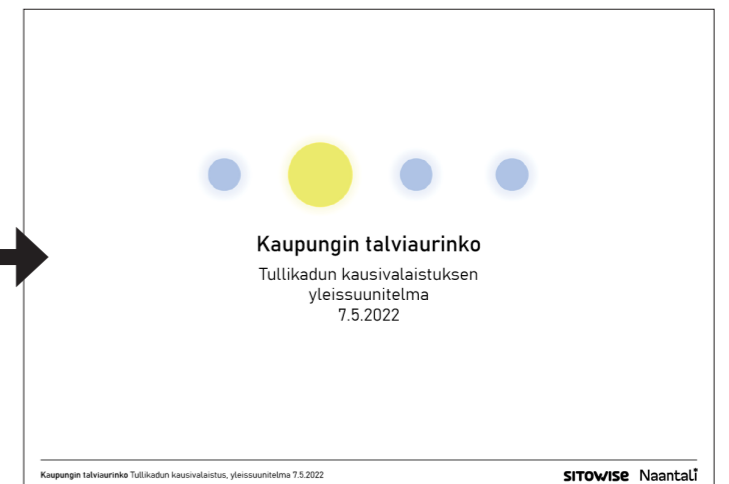 Kaupungin talviaurinko
Tullikadun kausivalaistuksen
yleissuunitelma
7.5.2022
Kaupungin talviaurinko Tullikadun kausivalaistus, yleissuunitelma 7.5.2022
SITOWISE Naantali